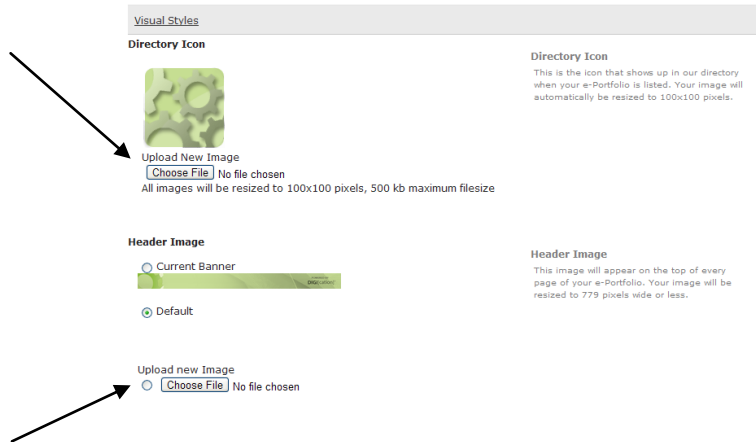 Visual Styles
Directory Icon
Directory Icon
This is the icon that shows up in our directory
when your e-Portfolio is listed. Your image will
automatically be resized to 100x100 pixels.
Upload New Image
Choose File No file chosen
All images will be resized to 100x100 pixels, 500 kb maximum filesize
Header Image
Header Image
This image will appear on the top of every
page of your e-Portfolio. Your image will be
resized to 779 pixels wide or less.
Current Banner
Default
Upload new Image
Choose File No file chosen